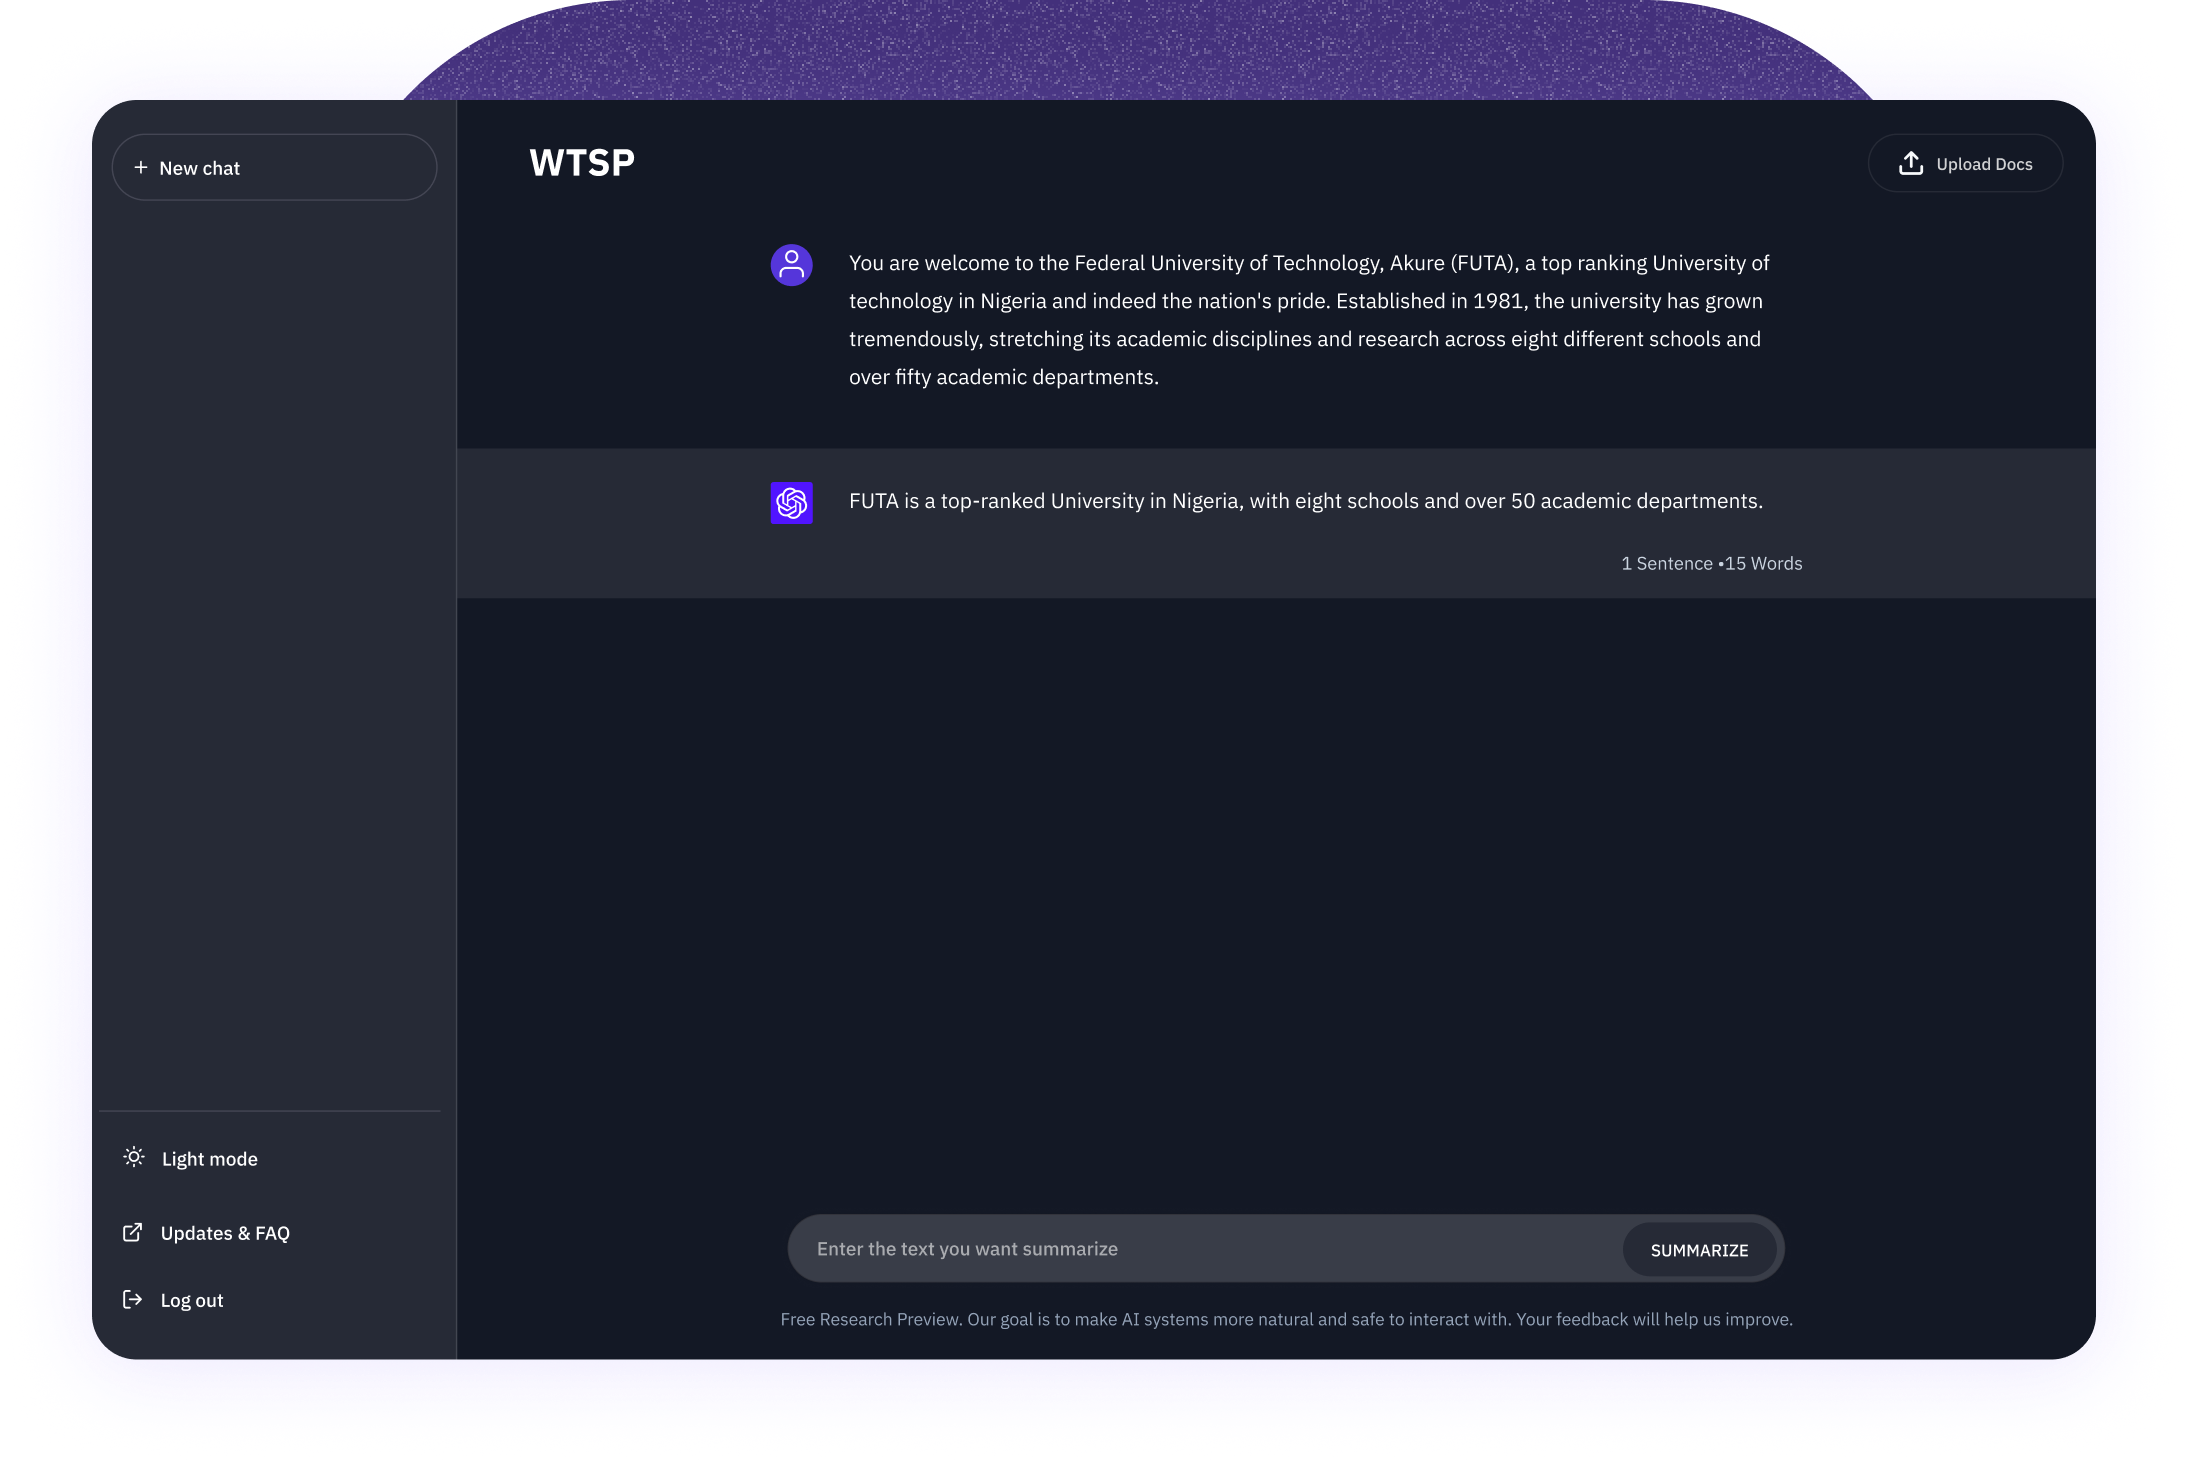 + New chat
WTSP
Upload Docs
You are welcome to the Federal University of Technology, Akure (FUTA), a top ranking University of
technology in Nigeria and indeed the nation's pride. Established in 1981, the university has grown
tremendously, stretching its academic disciplines and research across eight different schools and
over fifty academic departments.
FUTA is a top-ranked University in Nigeria, with eight schools and over 50 academic departments.
1 Sentence •15 Words
Light mode
Updates & FAQ
Log out
Enter the text you want summarize
SUMMARIZE
Free Research Preview. Our goal is to make AI systems more natural and safe to interact with. Your feedback will help us improve.